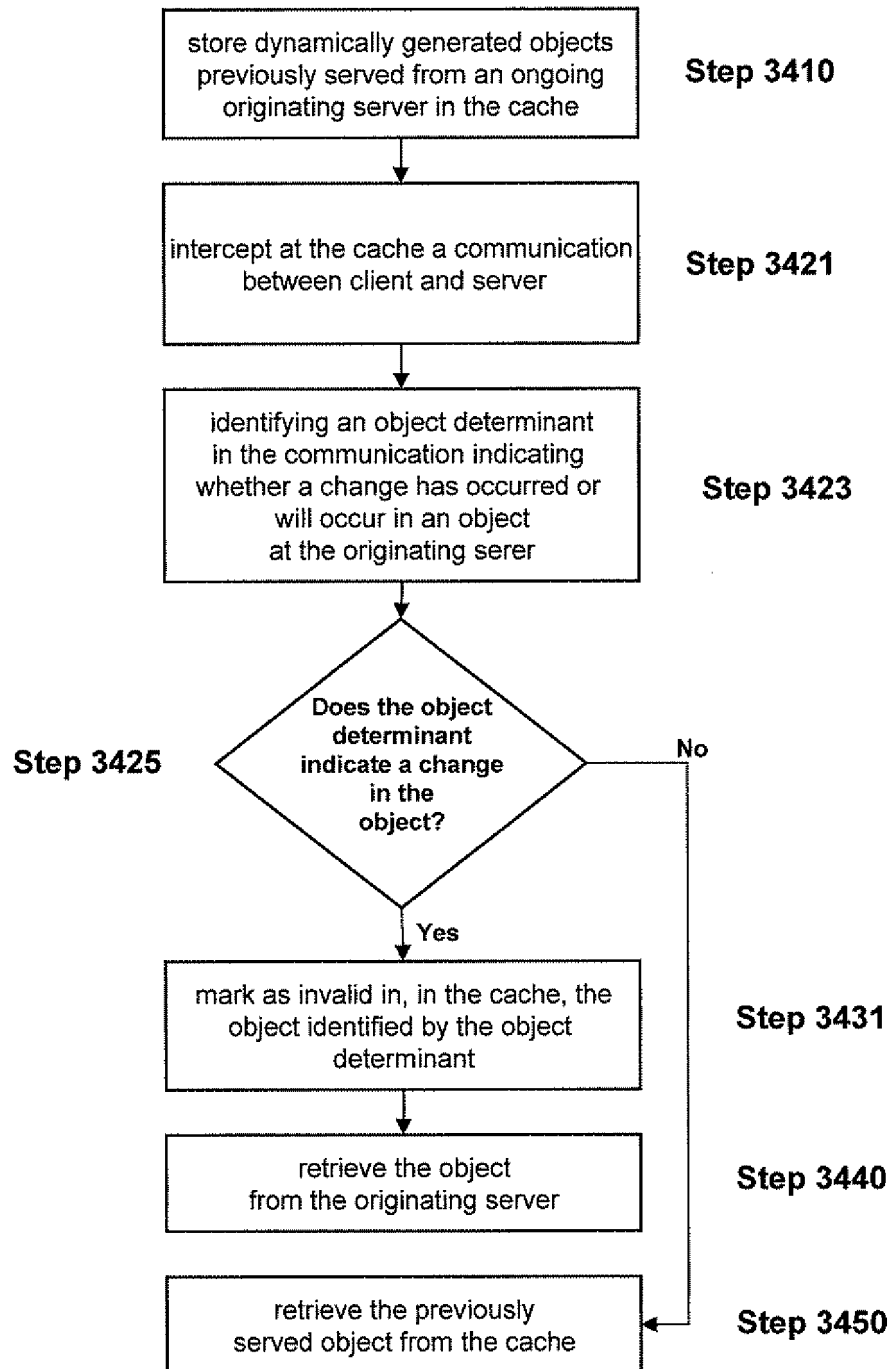 store dynamically generated objects
previously served from an ongoing
originating server in the cache
Step 3410
intercept at the cache a communication
between client and server
Step 3421
identifying an object determinant
in the communication indicating
whether a change has occurred or
will occur in an object
at the originating serer
Step 3423
Step 3425
Does the object
determinant
indicate a change
in the
object?
No
Yes
mark as invalid in, in the cache, the
object identified by the object
determinant
Step 3431
retrieve the object
from the originating server
Step 3440
retrieve the previously
served object from the cache
Step 3450